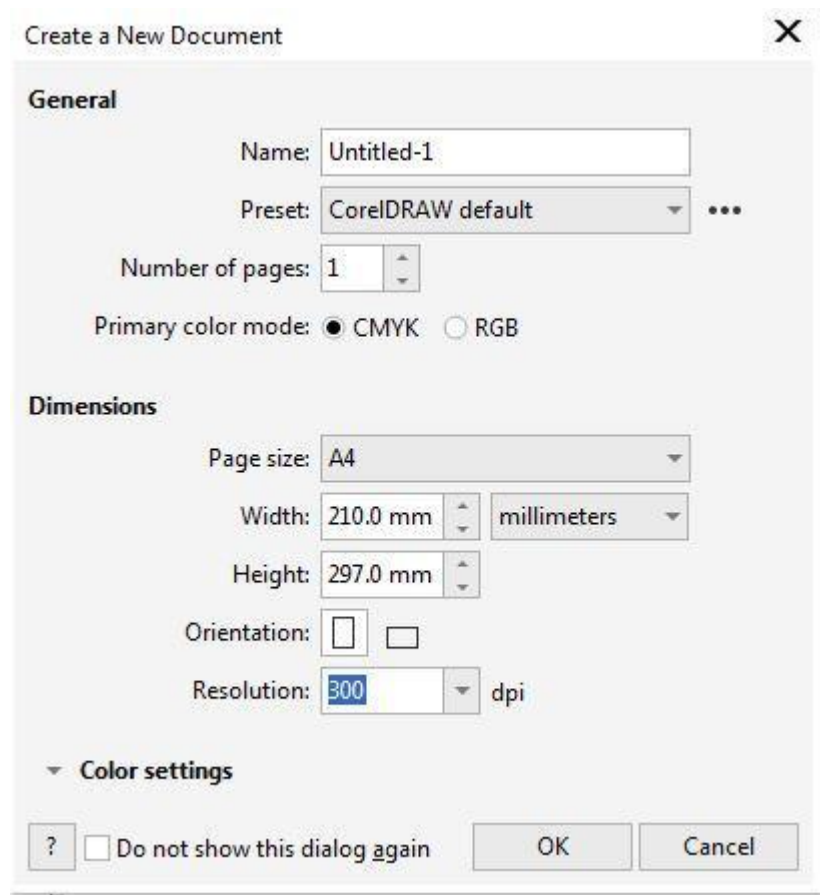 Create a New Document
General
Name: Untitled-1
Preset: CorelDRAW default
Number of pages: 1
Primary color mode: CMYK RGB
Dimensions
Page size: A4
Width: 210.0 mm millimeters
Height: 297.0 mm
Orientation:
Resolution: 300 dpi
Color settings
? Do not show this dialog again OK Cancel